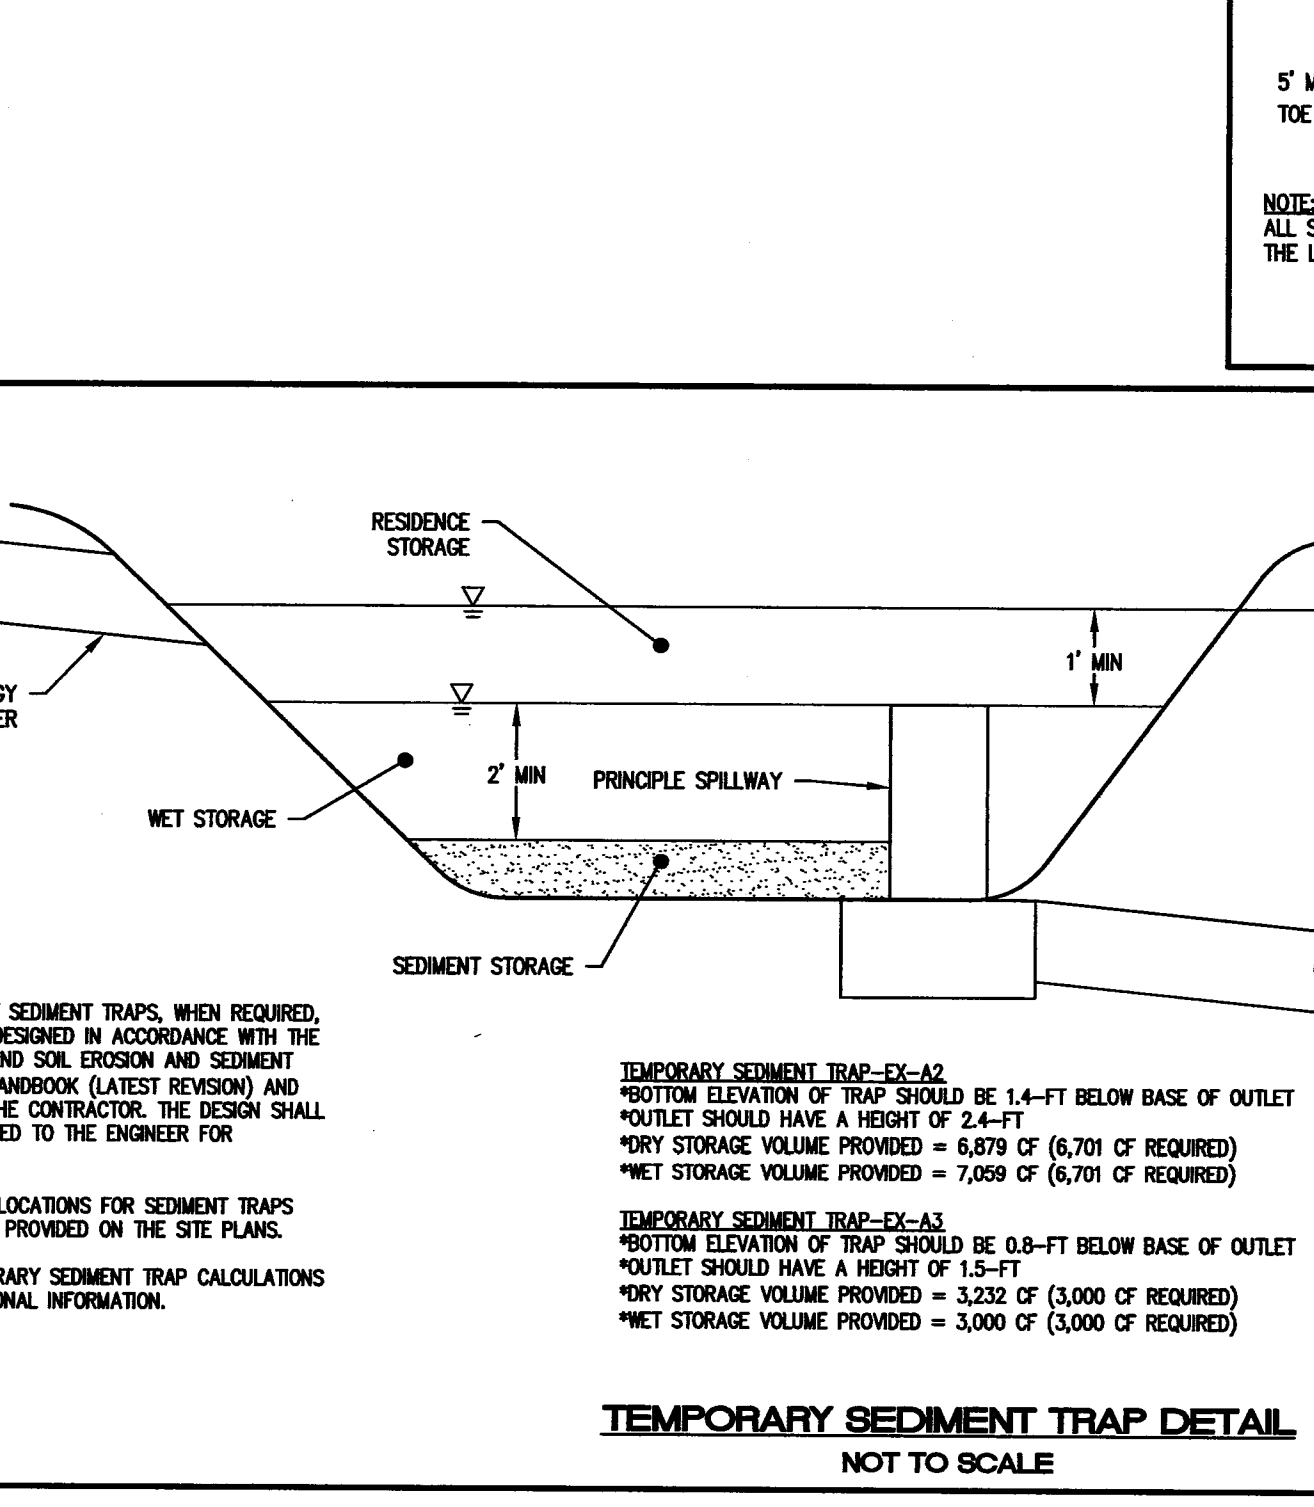 5'
TOE
NOTE:
ALL
THE
RESIDENCE
STORAGE
1' MIN
2' MIN
PRINCIPLE SPILLWAY
WET STORAGE
SEDIMENT STORAGE
SEDIMENT TRAPS, WHEN REQUIRED,
DESIGNED IN ACCORDANCE WITH THE
SOIL EROSION AND SEDIMENT
(LATEST REVISION) AND
CONTRACTOR. THE DESIGN SHALL
TO THE ENGINEER FOR
LOCATIONS FOR SEDIMENT TRAPS
PROVIDED ON THE SITE PLANS.
SEDIMENT TRAP CALCULATIONS
INFORMATION.
TEMPORARY SEDIMENT TRAP-EX-A2
*BOTTOM ELEVATION OF TRAP SHOULD BE 1.4-FT BELOW BASE OF OUTLET
*OUTLET SHOULD HAVE A HEIGHT OF 2.4-FT
*DRY STORAGE VOLUME PROVIDED = 6,879 CF (6,701 CF REQUIRED)
*WET STORAGE VOLUME PROVIDED = 7,059 CF (6,701 CF REQUIRED)
TEMPORARY SEDIMENT TRAP-EX-A3
*BOTTOM ELEVATION OF TRAP SHOULD BE 0.8-FT BELOW BASE OF OUTLET
*OUTLET SHOULD HAVE A HEIGHT OF 1.5-FT
*DRY STORAGE VOLUME PROVIDED = 3,232 CF (3,000 CF REQUIRED)
*WET STORAGE VOLUME PROVIDED = 3,000 CF (3,000 CF REQUIRED)
TEMPORARY SEDIMENT TRAP DETAIL
NOT TO SCALE